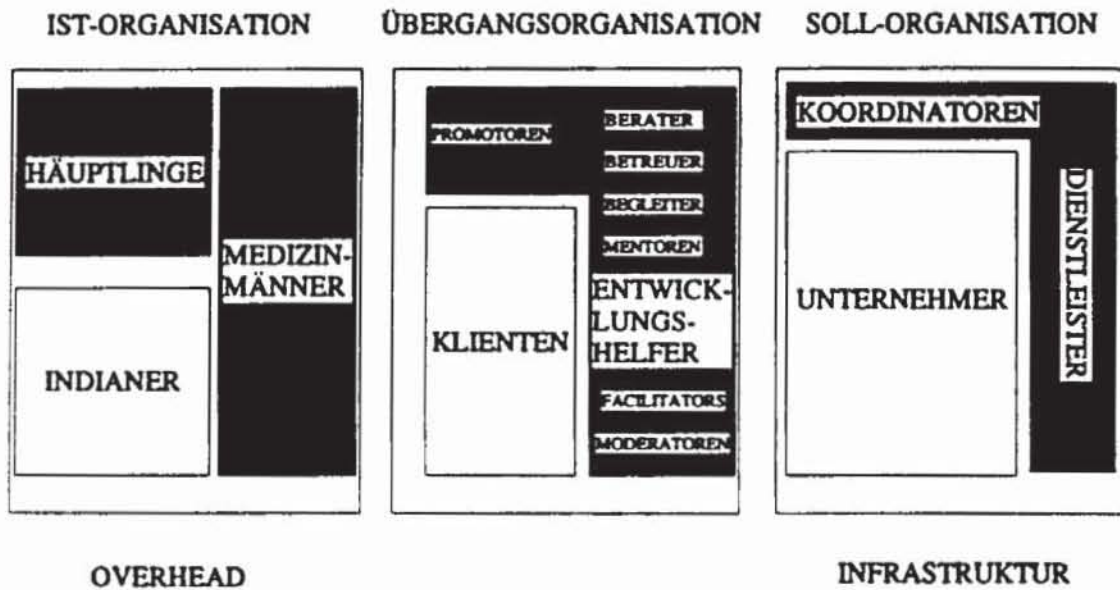 IST-ORGANISATION
HÄUPTLINGE
MEDIZIN-
MÄNNER
INDIANER
OVERHEAD
ÜBERGANGSORGANISATION
PROMOTOREN
BERATER
BETREUER
BEGLEITER
MENTOREN
ENTWICK-
LUNGS-
HELFER
FACILITATORS
MODERATOREN
KLIENTEN
SOLL-ORGANISATION
KOORDINATOREN
UNTERNEHMER
DIENSTLEISTER
INFRASTRUKTUR